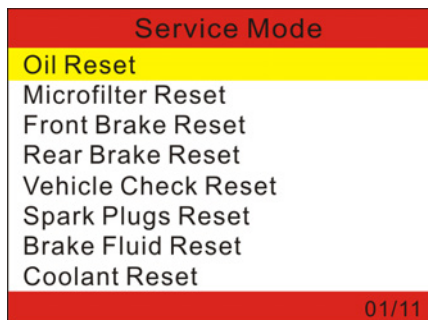 Service Mode
Oil Reset
Microfilter Reset
Front Brake Reset
Rear Brake Reset
Vehicle Check Reset
Spark Plugs Reset
Brake Fluid Reset
Coolant Reset
01/11